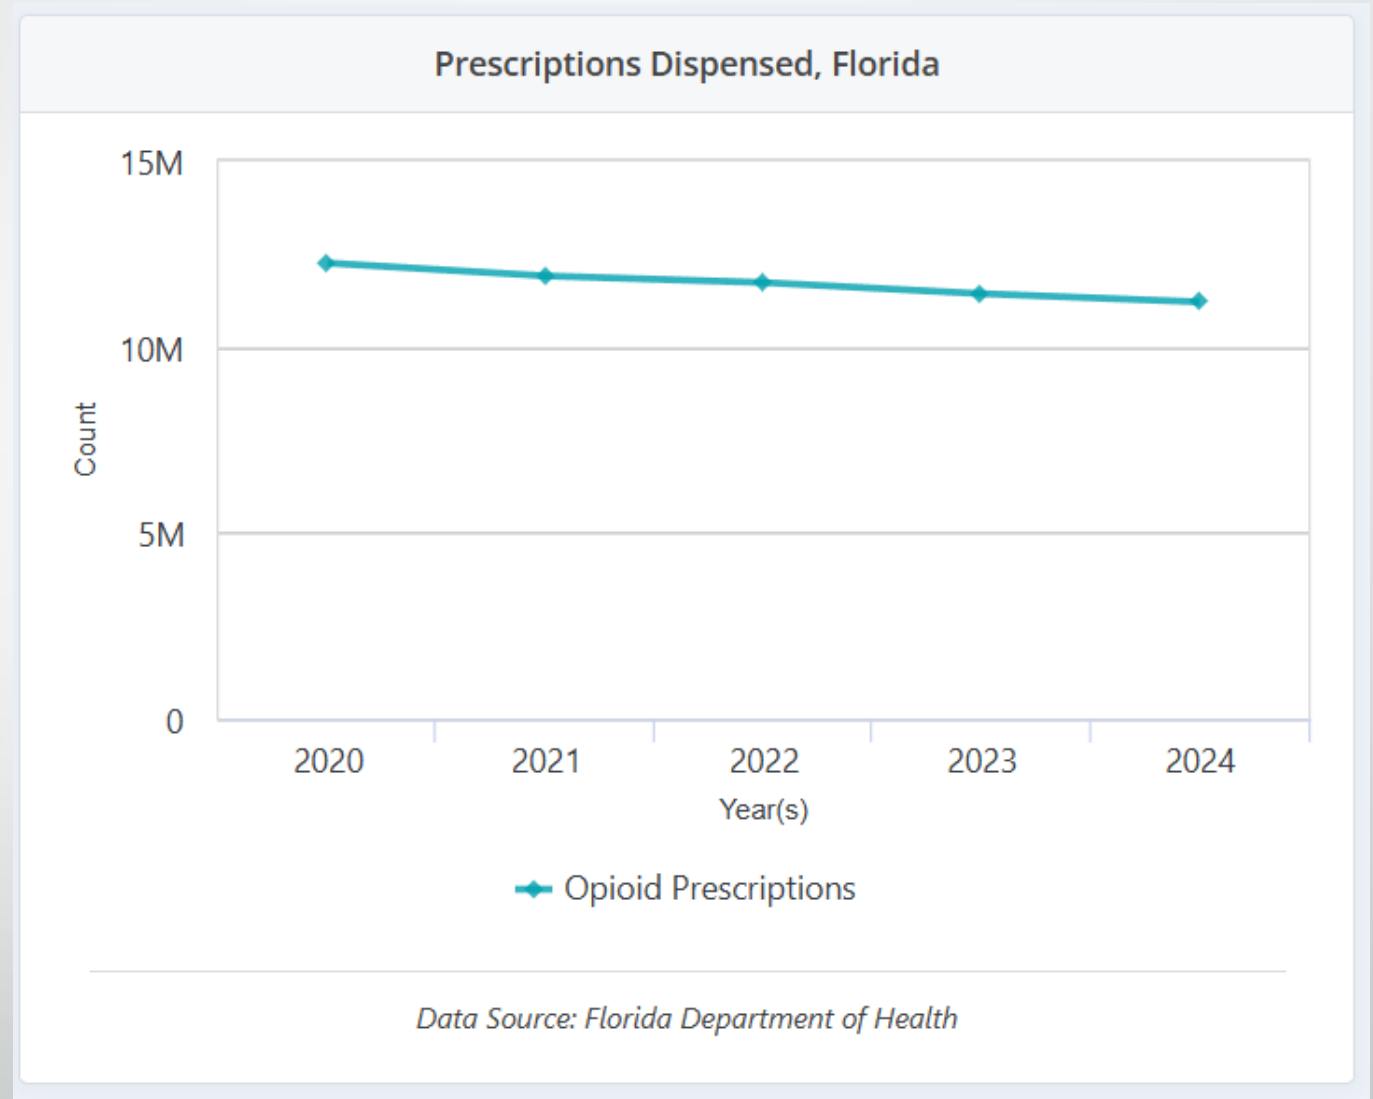 Prescriptions Dispensed, Florida
15M
10M
5M
0
Count
2020 2021 2022 2023 2024
Year(s)
Opioid Prescriptions
Data Source: Florida Department of Health